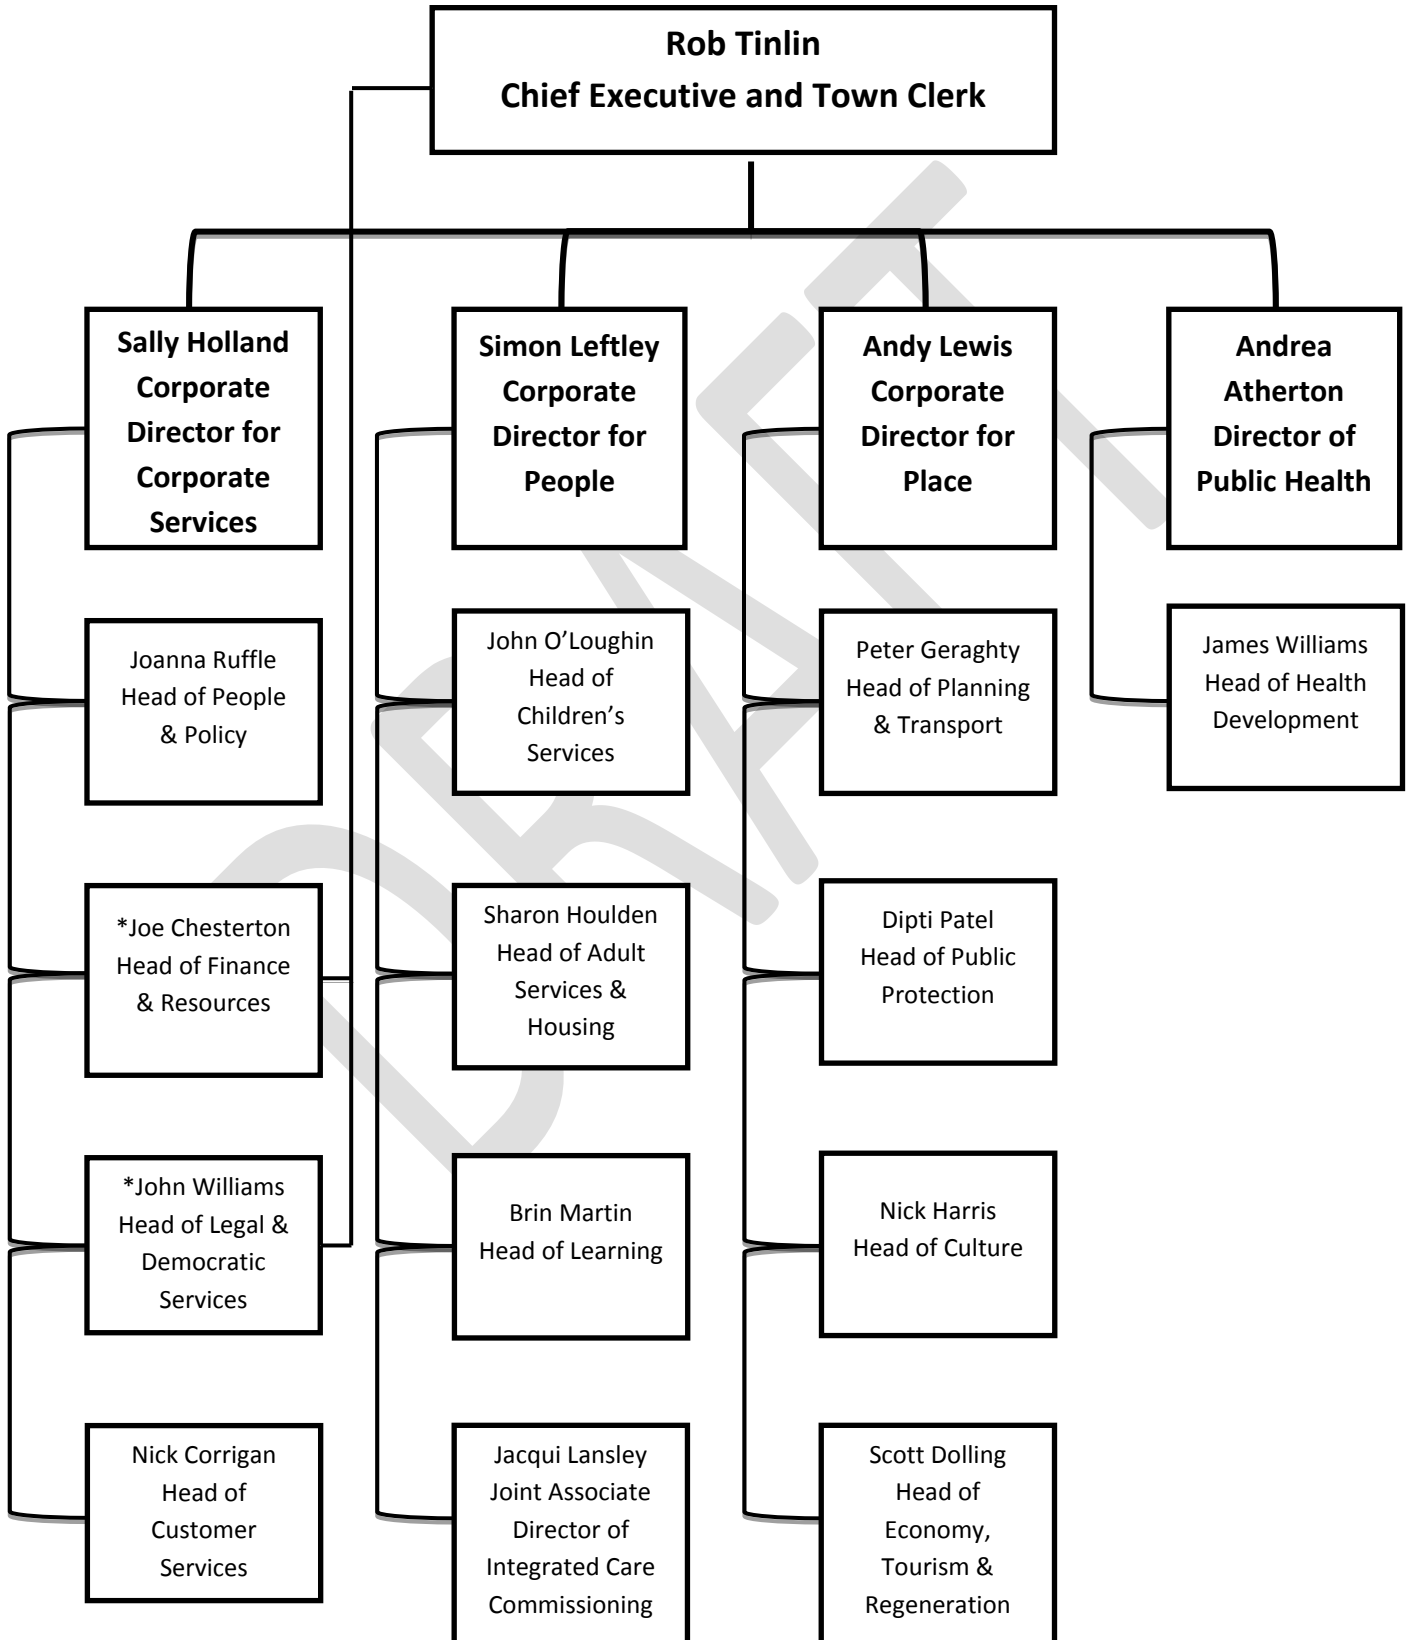 Rob Tinlin
Chief Executive and Town Clerk
Sally Holland
Corporate
Director for
Corporate
Services
Simon Leftley
Corporate
Director for
People
Andy Lewis
Corporate
Director for
Place
Andrea
Atherton
Director of
Public Health
Joanna Ruffle
Head of People
& Policy
John O’Loughin
Head of
Children’s
Services
Peter Geraghty
Head of Planning
& Transport
James Williams
Head of Health
Development
*Joe Chesterton
Head of Finance
& Resources
Sharon Houlden
Head of Adult
Services &
Housing
Dipti Patel
Head of Public
Protection
*John Williams
Head of Legal &
Democratic
Services
Brin Martin
Head of Learning
Nick Harris
Head of Culture
Nick Corrigan
Head of
Customer
Services
Jacqui Lansley
Joint Associate
Director of
Integrated Care
Commissioning
Scott Dolling
Head of
Economy,
Tourism &
Regeneration
DRAFT